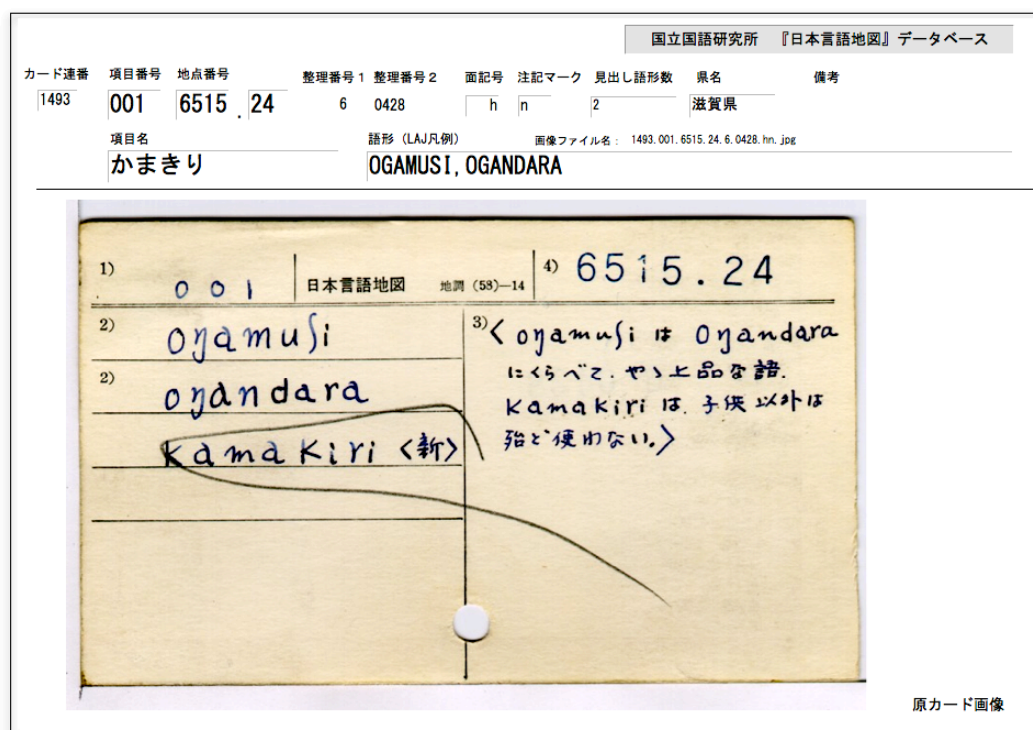 国立国語研究所 『日本言語地図』データベース
カード連番 項目番号 地点番号 整理番号1 整理番号2 面記号 注記マーク 見出し語形数 県名 備考
1493 001 6515 . 24 6 0428 h n 2 滋賀県
項目名 語形（LAJ凡例） 画像ファイル名： 1493.001.6515.24.6.0428.hn.jpg
かまきり OGAMUSI, OGANDARA
1) 001 日本言語地図 地調 (58)—14 4) 6515.24
2) oŋamuʃi
2) oŋandara
kamakiri 〈新〉
3) 〈oŋamuʃi は oŋandara
にくらべて、やゝ上品な語.
kamakiri は、子供以外は
殆ど使わない。〉
原カード画像